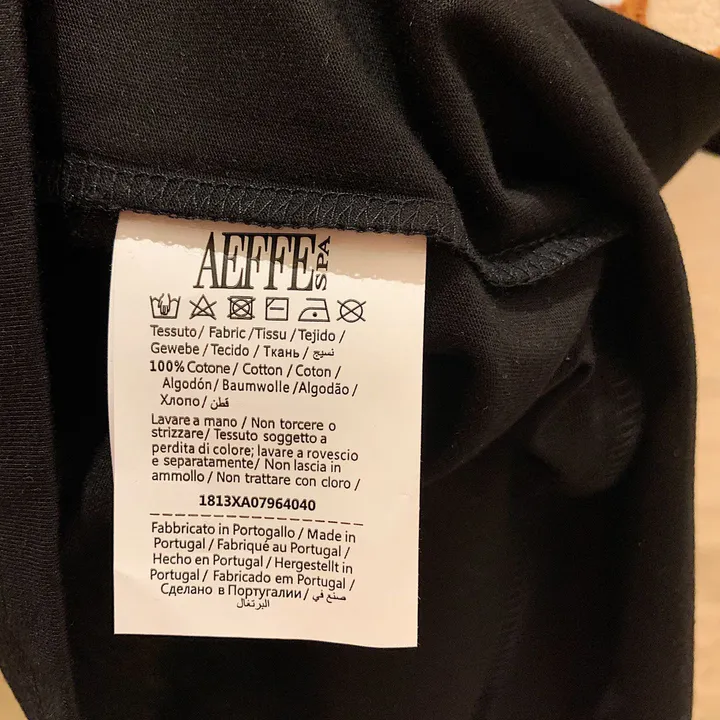 AEFFE SPA
Tessuto / Fabric /Tissu / Tejido /
Gewebe / Tecido / Ткань / نسيج /
100% Cotone / Cotton / Coton /
Algodón / Baumwolle /Algodão /
Хлопо / قطن
Lavare a mano / Non torcere o
strizzare/ Tessuto soggetto a
perdita di colore; lavare a rovescio
e separatamente/ Non lascia in
ammollo / Non trattare con cloro /
1813XA07964040
Fabbricato in Portogallo / Made in
Portugal / Fabriqué au Portugal /
Hecho en Portugal / Hergestellt in
Portugal / Fabricado em Portugal /
Сделано в Португалии / صنع في
البرتغال